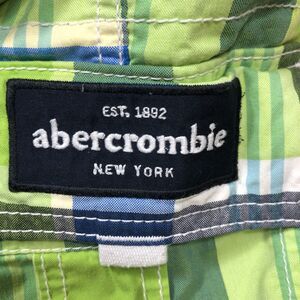 EST. 1892
abercrombie
NEW YORK